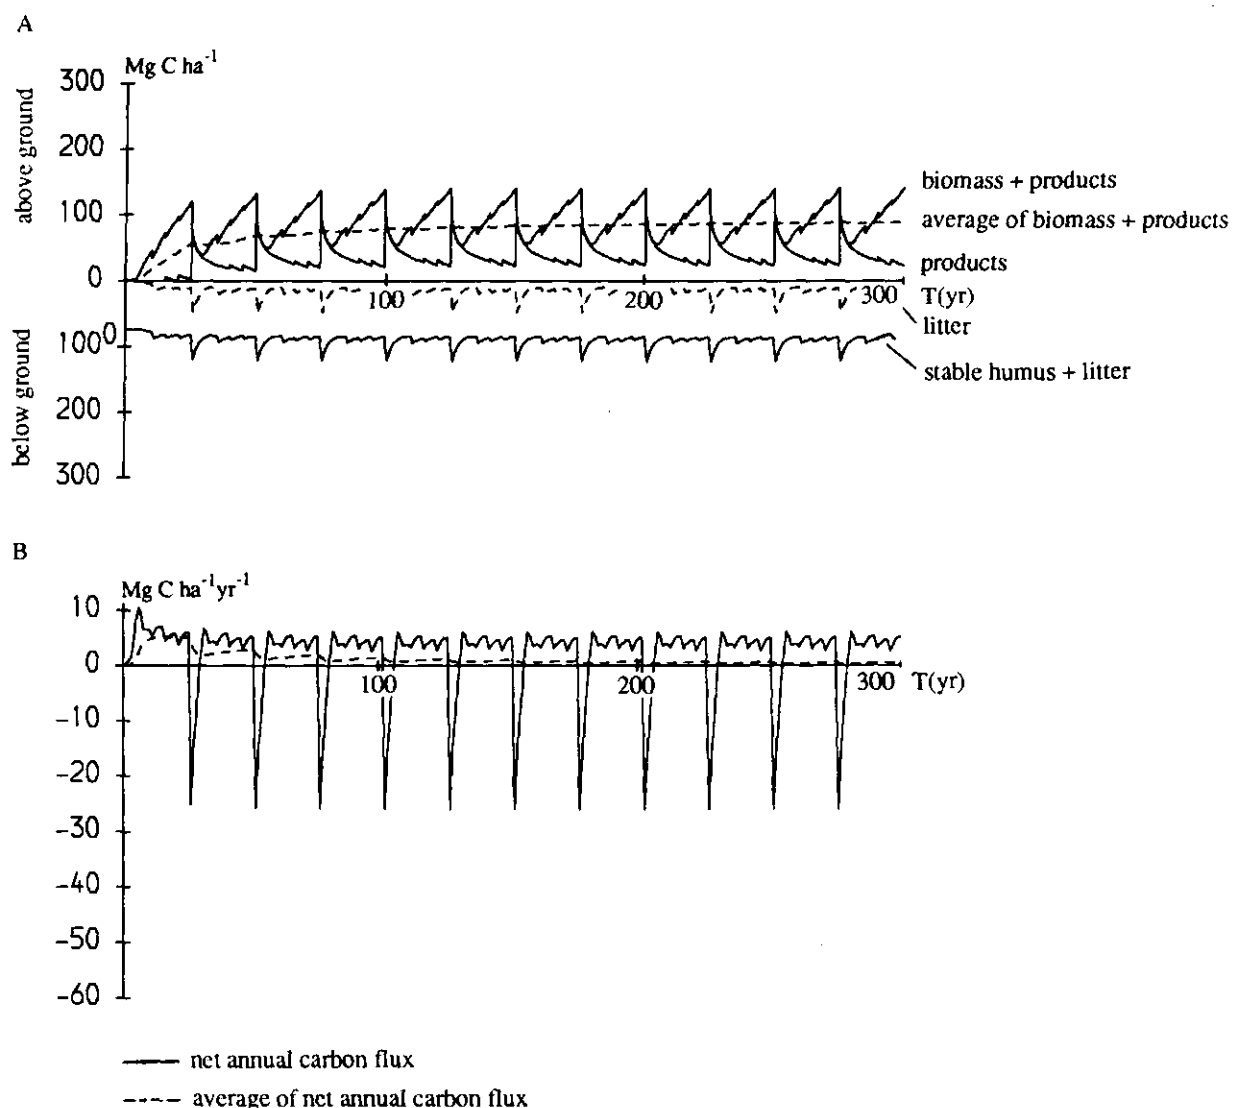 A
Mg C ha⁻¹
300
200
100
0
above ground
biomass + products
average of biomass + products
products
100
200
300
T(yr)
litter
0
100
200
300
below ground
stable humus + litter
B
Mg C ha⁻¹yr⁻¹
10
0
-10
-20
-30
-40
-50
-60
100
200
300
T(yr)
net annual carbon flux
average of net annual carbon flux